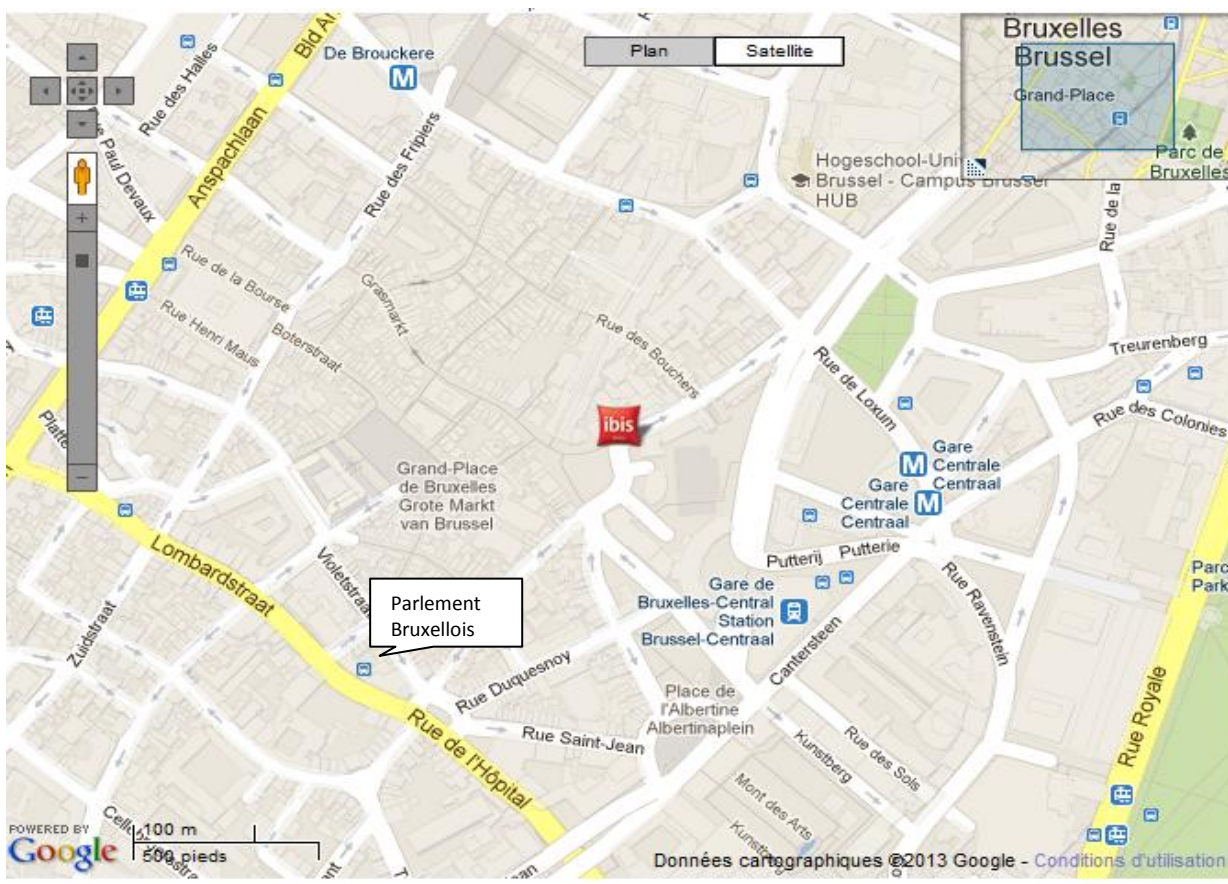 Bruxelles
Brussel
Grand-Place
Parc de
Bruxelles
Plan
Satellite
De Brouckere
M
Rue des Halles
Rue Paul Devaux
Anspachlaan
Rue des Fripiers
Hogeschool-Univ
Brussel - Campus Brussel
HUB
Rue de la
Rue de la Bourse
Rue Henri Maus
Grasmarkt
Boterstraat
Rue des Bouchers
Rue de Loxum
Treurenberg
Rue des Colonies
ibis
Grand-Place
de Bruxelles
Grote Markt
van Brussel
M
Gare
Centrale
Centraal
M
Gare
Centrale
Centraal
Putterij
Putterie
Lombardstraat
Violetstraat
Zuidstraat
Parlement
Bruxellois
Gare de
Bruxelles-Central
Station
Brussel-Centraal
Rue Ravenstein
Parc
Park
Cantersteen
Rue Duquesnoy
Place de
l'Albertine
Albertinaplein
Rue Saint-Jean
Rue de l'Hôpital
Kunstberg
Rue des Sols
Mont des Arts
Rue Royale
POWERED BY
Google
100 m
500 pieds
Données cartographiques ©2013 Google - Conditions d'utilisation